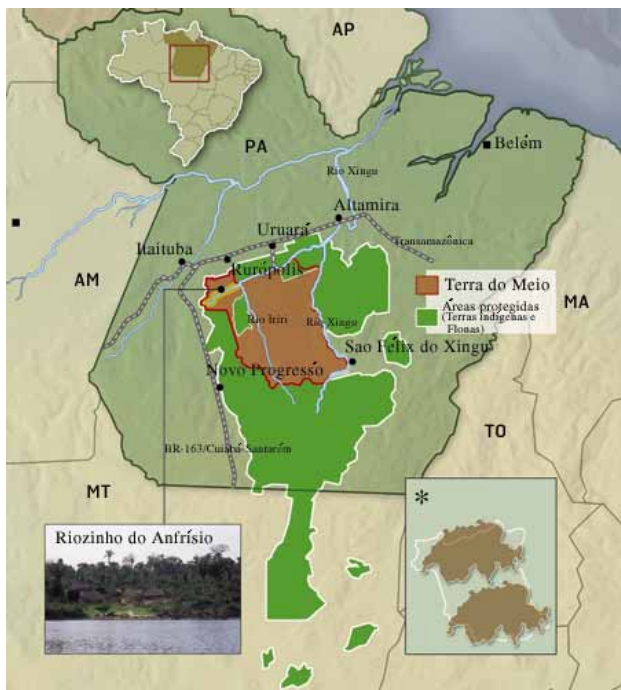 AP
PA
Belém
Rio Xingu
Altamira
Uruará
Transamazônica
Itaituba
AM
Rurópolis
Terra do Meio
Áreas protegidas
(Terras Indígenas e
Flonas)
MA
Rio Iriri
Rio Xingu
Sao Félix do Xingu
Novo Progresso
TO
BR-163/Cuiabá-Santarém
MT
*
Riozinho do Anfrísio